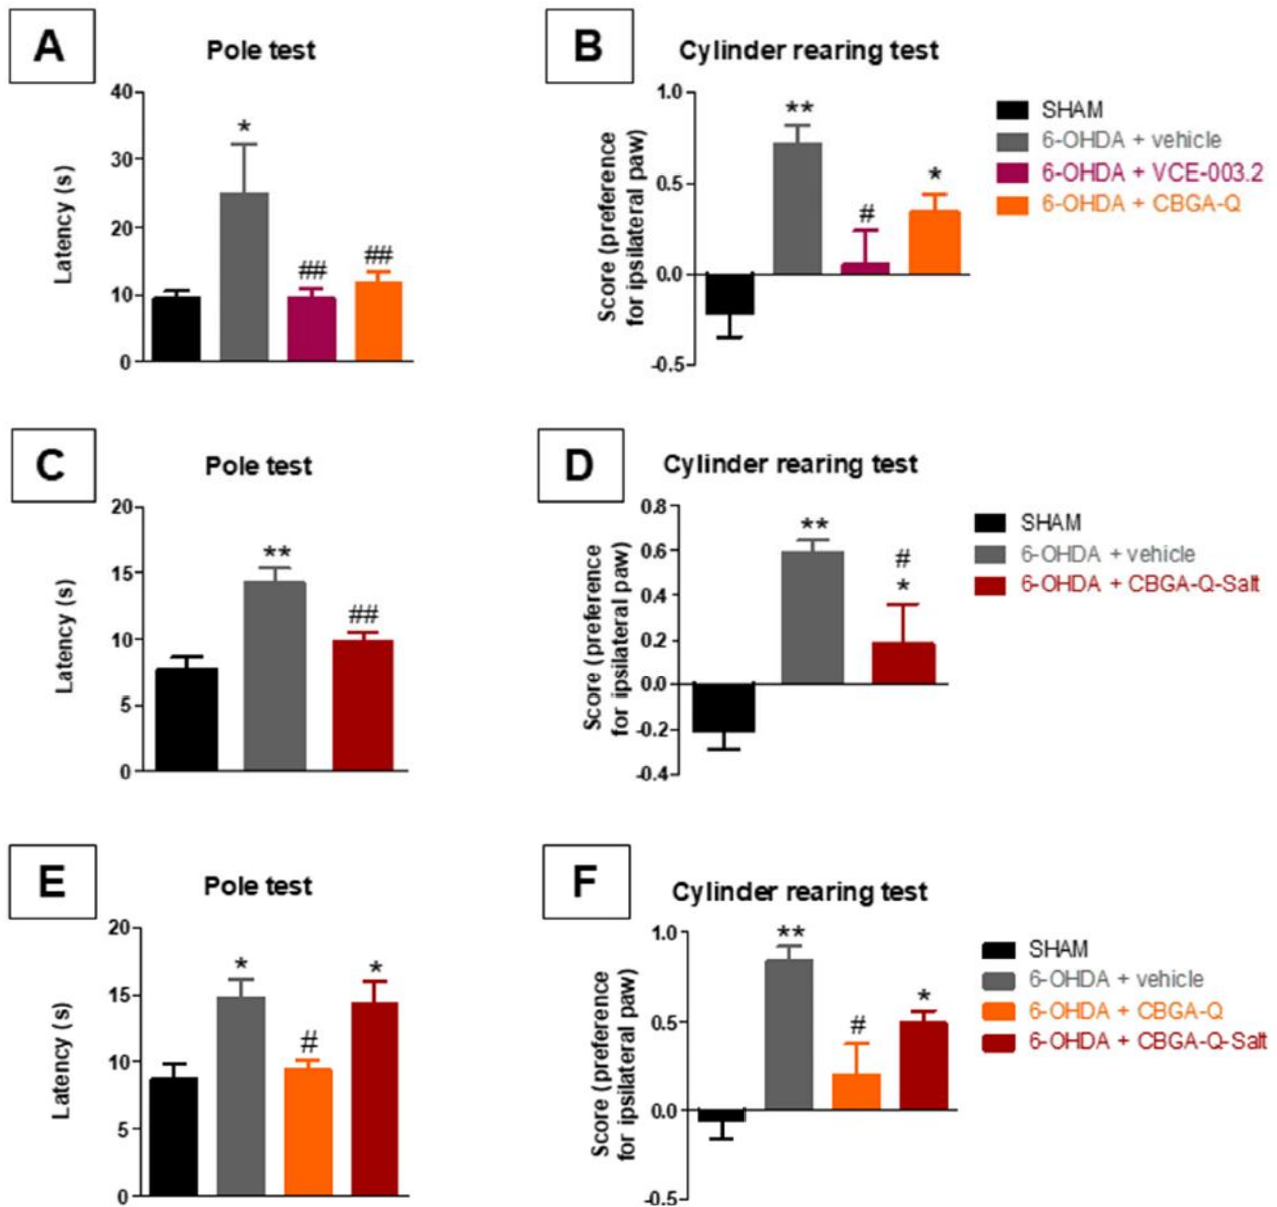 A
Pole test
40
30
20
10
0
Latency (s)
*
##
##
B
Cylinder rearing test
1.0
0.5
0.0
-0.5
Score (preference
for ipsilateral paw)
**
#
*
SHAM
6-OHDA + vehicle
6-OHDA + VCE-003.2
6-OHDA + CBGA-Q
C
Pole test
20
15
10
5
0
Latency (s)
**
##
D
Cylinder rearing test
0.8
0.6
0.4
0.2
0.0
-0.2
-0.4
Score (preference
for ipsilateral paw)
**
#
*
SHAM
6-OHDA + vehicle
6-OHDA + CBGA-Q-Salt
E
Pole test
20
15
10
5
0
Latency (s)
*
#
*
F
Cylinder rearing test
1.0
0.5
0.0
-0.5
Score (preference
for ipsilateral paw)
**
#
*
SHAM
6-OHDA + vehicle
6-OHDA + CBGA-Q
6-OHDA + CBGA-Q-Salt